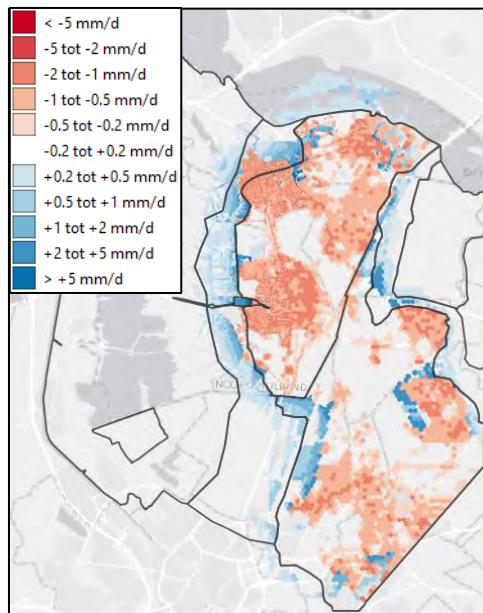 < -5 mm/d
-5 tot -2 mm/d
-2 tot -1 mm/d
-1 tot -0.5 mm/d
-0.5 tot -0.2 mm/d
-0.2 tot +0.2 mm/d
+0.2 tot +0.5 mm/d
+0.5 tot +1 mm/d
+1 tot +2 mm/d
+2 tot +5 mm/d
> +5 mm/d